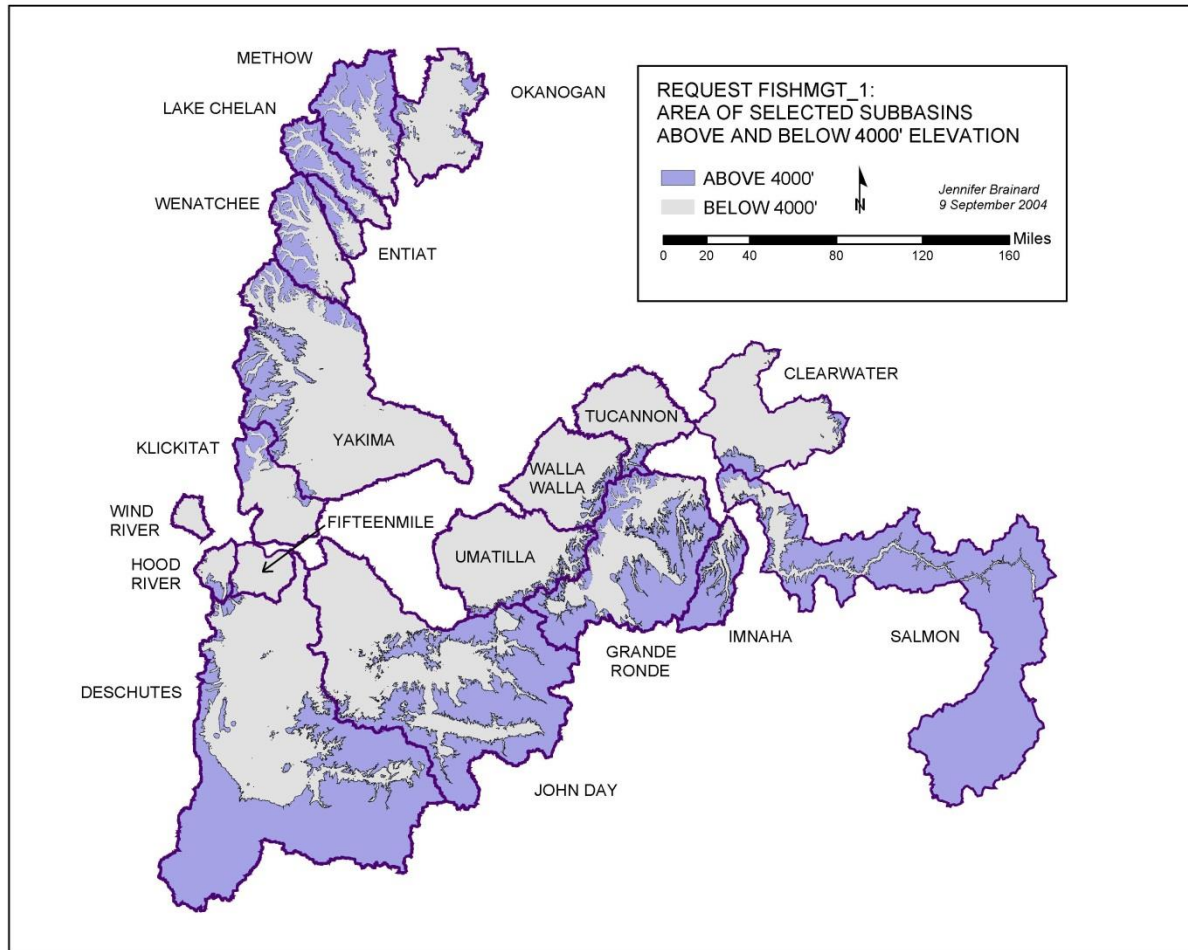 METHOW
LAKE CHELAN
OKANOGAN
WENATCHEE
ENTIAT
REQUEST FISHMGT_1:
AREA OF SELECTED SUBBASINS
ABOVE AND BELOW 4000' ELEVATION
ABOVE 4000'
BELOW 4000'
N
Jennifer Brainard
9 September 2004
Miles
0 20 40 80 120 160
CLEARWATER
TUCANNON
KLICKITAT
YAKIMA
WALLA
WALLA
WIND
RIVER
FIFTEENMILE
HOOD
RIVER
UMATILLA
IMNAHA
SALMON
GRANDE
RONDE
DESCHUTES
JOHN DAY